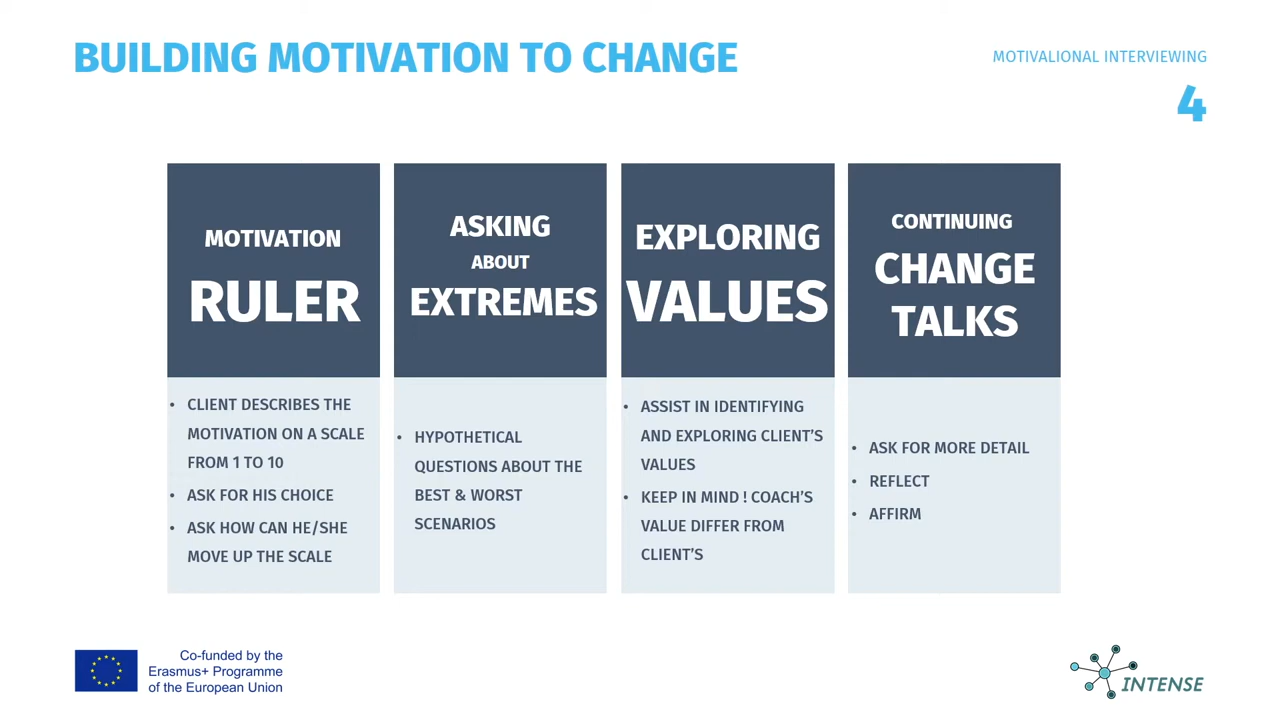 BUILDING MOTIVATION TO CHANGE
MOTIVALIONAL INTERVIEWING
4
MOTIVATION
RULER
• CLIENT DESCRIBES THE
MOTIVATION ON A SCALE
FROM 1 TO 10
• ASK FOR HIS CHOICE
• ASK HOW CAN HE/SHE
MOVE UP THE SCALE
ASKING
ABOUT
EXTREMES
• HYPOTHETICAL
QUESTIONS ABOUT THE
BEST & WORST
SCENARIOS
EXPLORING
VALUES
• ASSIST IN IDENTIFYING
AND EXPLORING CLIENT'S
VALUES
• KEEP IN MIND ! COACH'S
VALUE DIFFER FROM
CLIENT'S
CONTINUING
CHANGE
TALKS
• ASK FOR MORE DETAIL
• REFLECT
• AFFIRM
Co-funded by the
Erasmus+ Programme
of the European Union
INTENSE